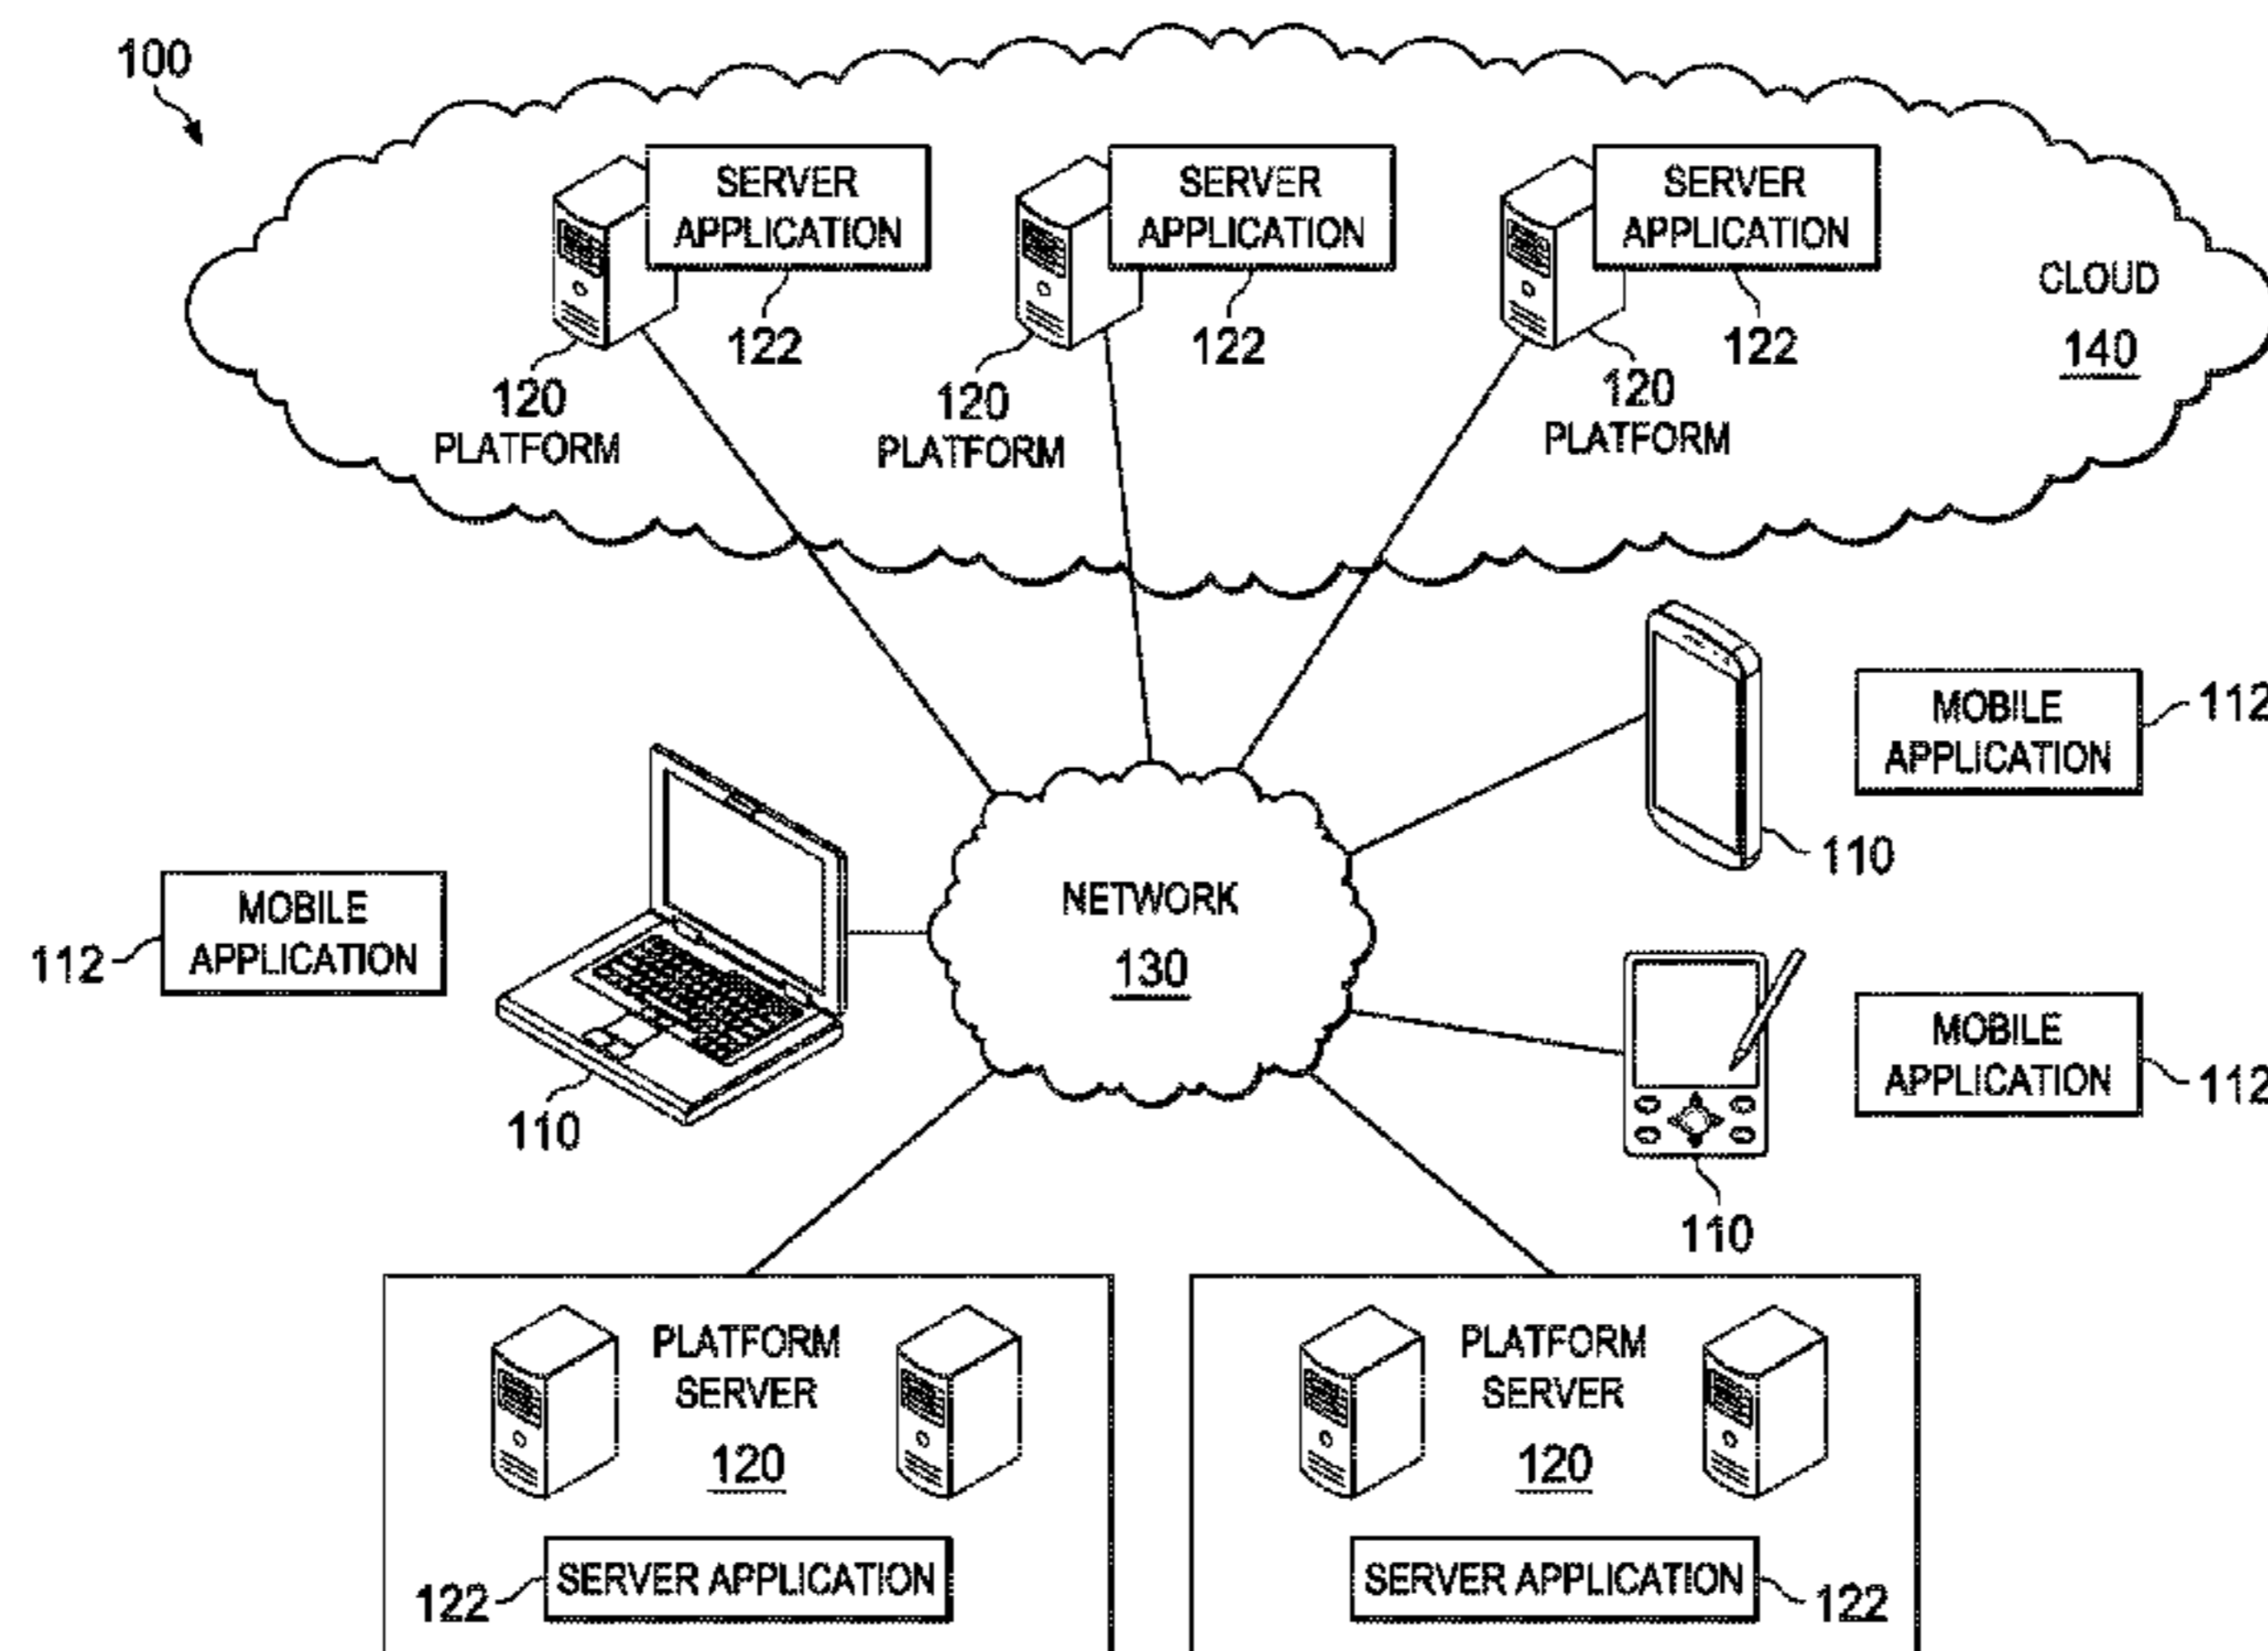 100
SERVER
APPLICATION
122
120
PLATFORM
SERVER
APPLICATION
122
120
PLATFORM
SERVER
APPLICATION
122
120
PLATFORM
CLOUD
140
MOBILE
APPLICATION
112
110
MOBILE
APPLICATION
112
110
NETWORK
130
MOBILE
APPLICATION
112
110
PLATFORM
SERVER
120
SERVER APPLICATION
122
PLATFORM
SERVER
120
SERVER APPLICATION
122